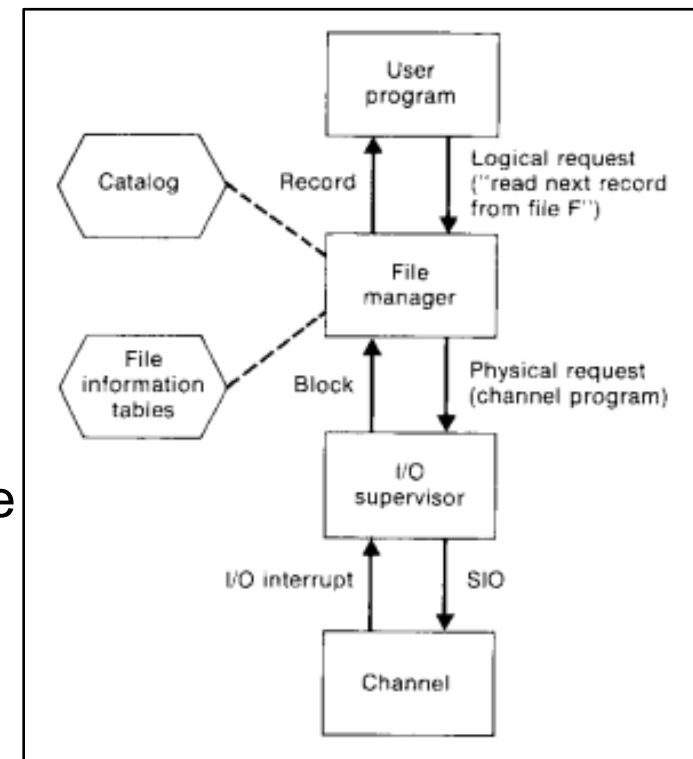 User
program
Catalog
Record
Logical request
("read next record
from file F")
File
manager
File
information
tables
Block
Physical request
(channel program)
I/O
supervisor
e
I/O interrupt
SIO
Channel